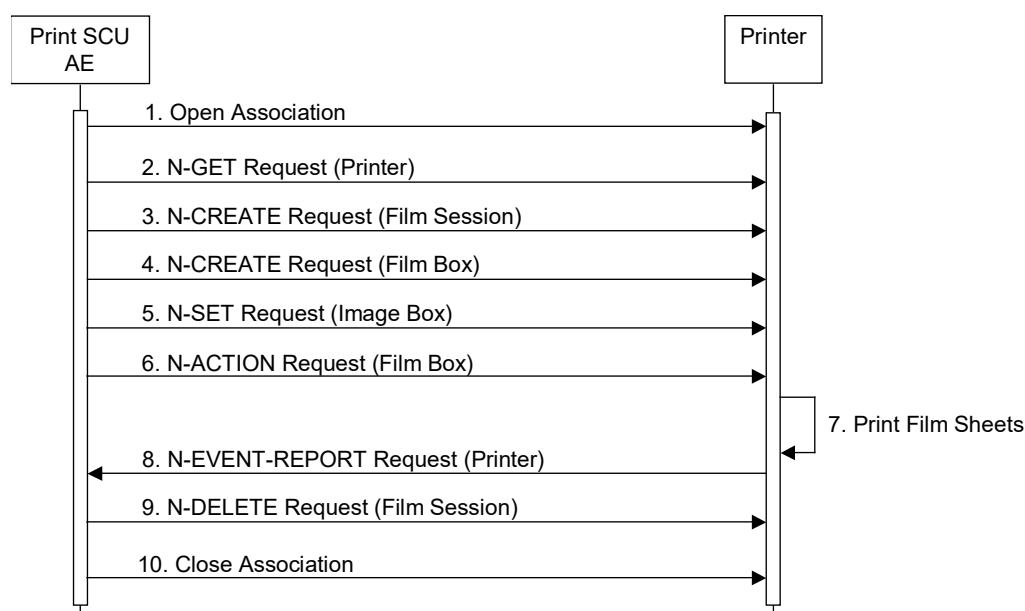 Print SCU
AE
Printer
1. Open Association
2. N-GET Request (Printer)
3. N-CREATE Request (Film Session)
4. N-CREATE Request (Film Box)
5. N-SET Request (Image Box)
6. N-ACTION Request (Film Box)
7. Print Film Sheets
8. N-EVENT-REPORT Request (Printer)
9. N-DELETE Request (Film Session)
10. Close Association